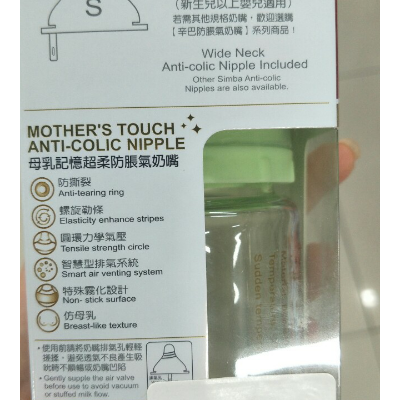 S
(新生兒以上嬰兒適用)
若需其他規格奶嘴,歡迎選購
【辛巴防脹氣奶嘴】系列商品!
Wide Neck
Anti-colic Nipple Included
Other Simba Anti-colic
Nipples are also available.
MOTHER'S TOUCH
ANTI-COLIC NIPPLE
母乳記憶超柔防脹氣奶嘴
防撕裂
Anti-tearing ring
螺旋勒條
Elasticity enhance stripes
圓環力學氣壓
Tensile strength circle
智慧型排氣系統
Smart air venting system
特殊霧化設計
Non- stick surface
仿母乳
Breast-like texture
・使用前請將奶嘴排氣孔輕輕
搓揉,避免透氣不良產生吸
吮時不順暢或奶嘴凹陷
・Gently supple the air valve
before use to avoid vacuum
or stuffed milk flow.
Sudden